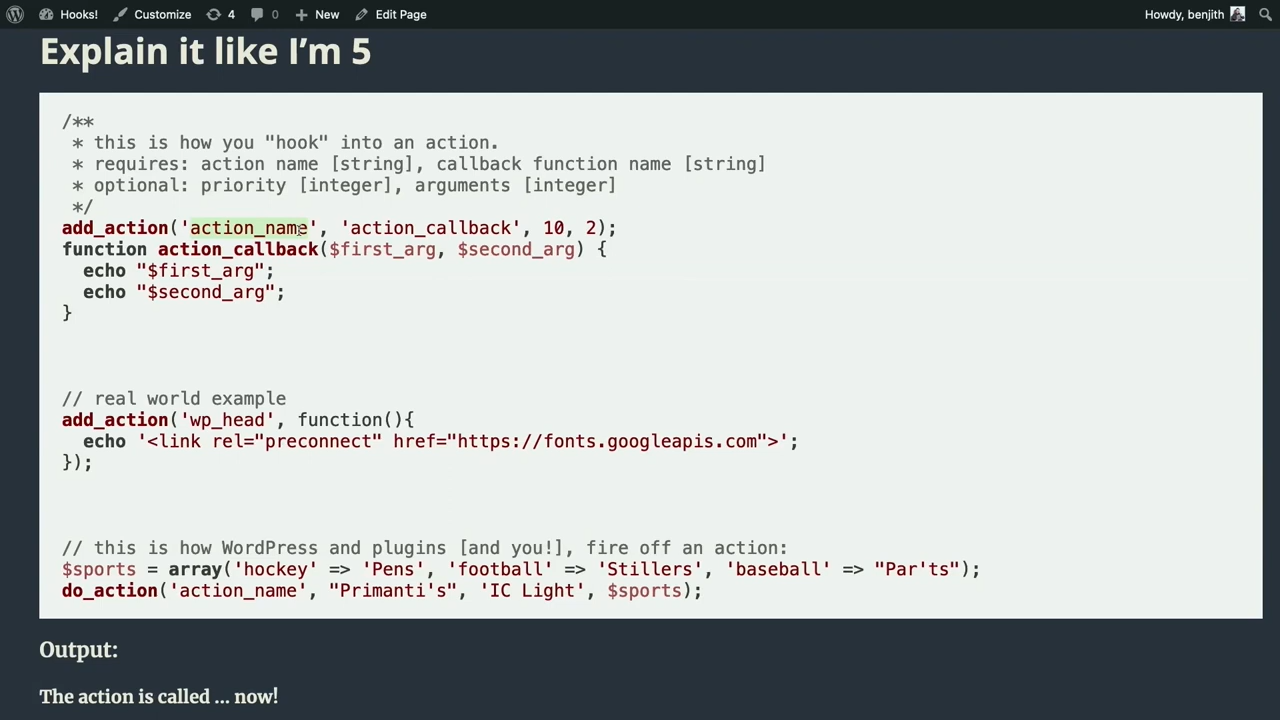 Hooks! Customize 4 0 New Edit Page Howdy, benjith
Explain it like I’m 5
/**
 * this is how you "hook" into an action.
 * requires: action name [string], callback function name [string]
 * optional: priority [integer], arguments [integer]
 */
add_action('action_name', 'action_callback', 10, 2);
function action_callback($first_arg, $second_arg) {
  echo "$first_arg";
  echo "$second_arg";
}
// real world example
add_action('wp_head', function(){
  echo '<link rel="preconnect" href="https://fonts.googleapis.com">';
});
// this is how WordPress and plugins [and you!], fire off an action:
$sports = array('hockey' => 'Pens', 'football' => 'Stillers', 'baseball' => "Par'ts");
do_action('action_name', "Primanti's", 'IC Light', $sports);
Output:
The action is called ... now!